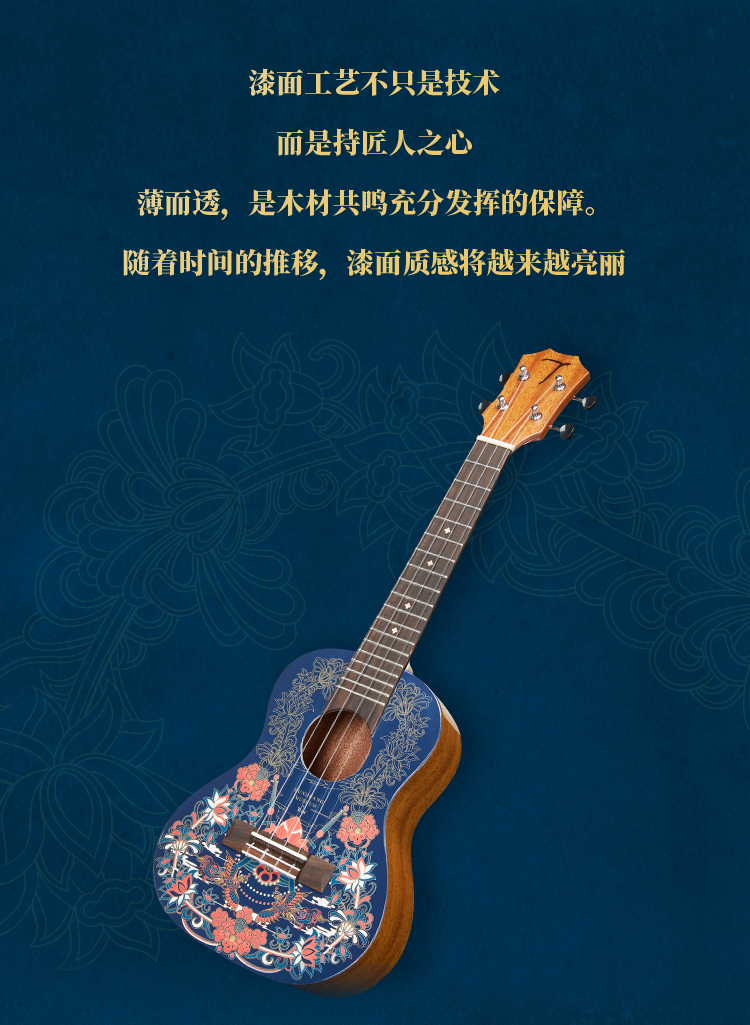 漆面工艺不只是技术
而是持匠人之心
薄而透，是木材共鸣充分发挥的保障。
随着时间的推移，漆面质感将越来越亮丽